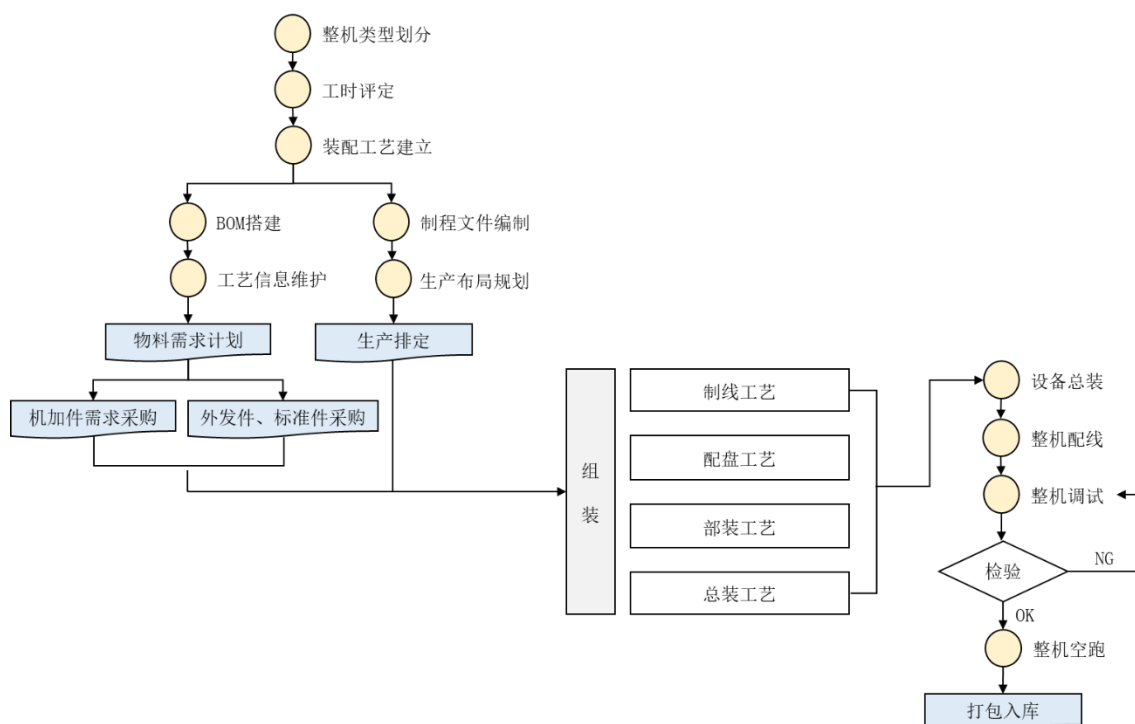 整机类型划分
工时评定
装配工艺建立
BOM搭建
制程文件编制
工艺信息维护
生产布局规划
物料需求计划
生产排定
机加件需求采购
外发件、标准件采购
组
装
制线工艺
配盘工艺
部装工艺
总装工艺
设备总装
整机配线
整机调试
检验
NG
OK
整机空跑
打包入库